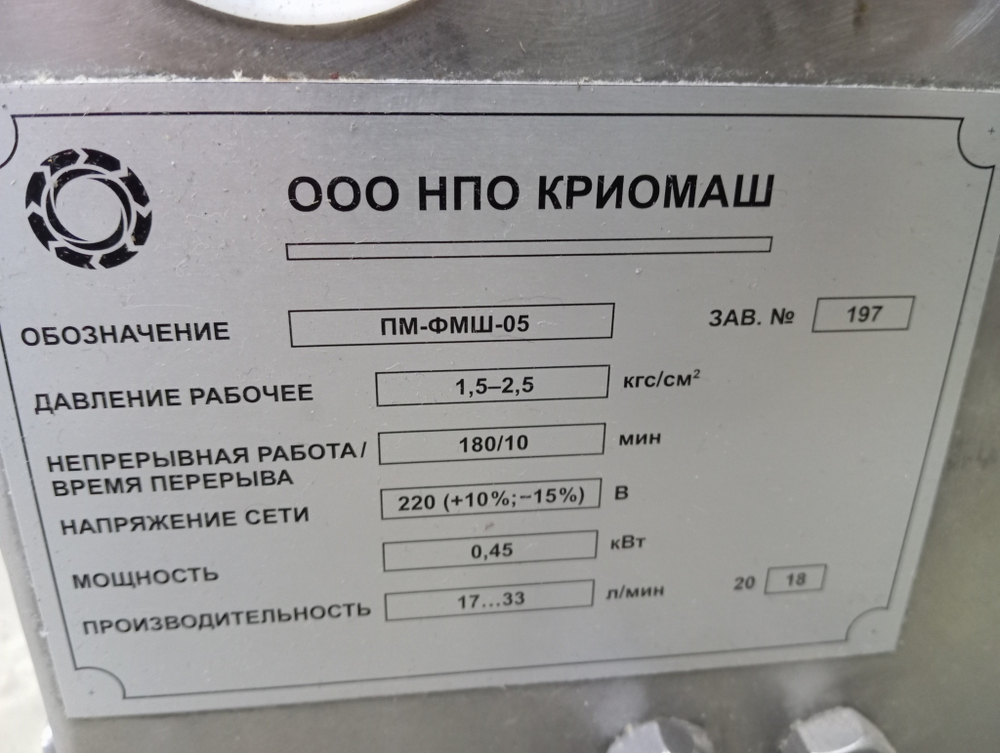 ООО НПО КРИОМАШ
ОБОЗНАЧЕНИЕ ПМ-ФМШ-05 ЗАВ. № 197
ДАВЛЕНИЕ РАБОЧЕЕ 1,5–2,5 кгс/см²
НЕПРЕРЫВНАЯ РАБОТА/
ВРЕМЯ ПЕРЕРЫВА 180/10 мин
НАПРЯЖЕНИЕ СЕТИ 220 (+10%;−15%) В
МОЩНОСТЬ 0,45 кВт
ПРОИЗВОДИТЕЛЬНОСТЬ 17...33 л/мин 20 18